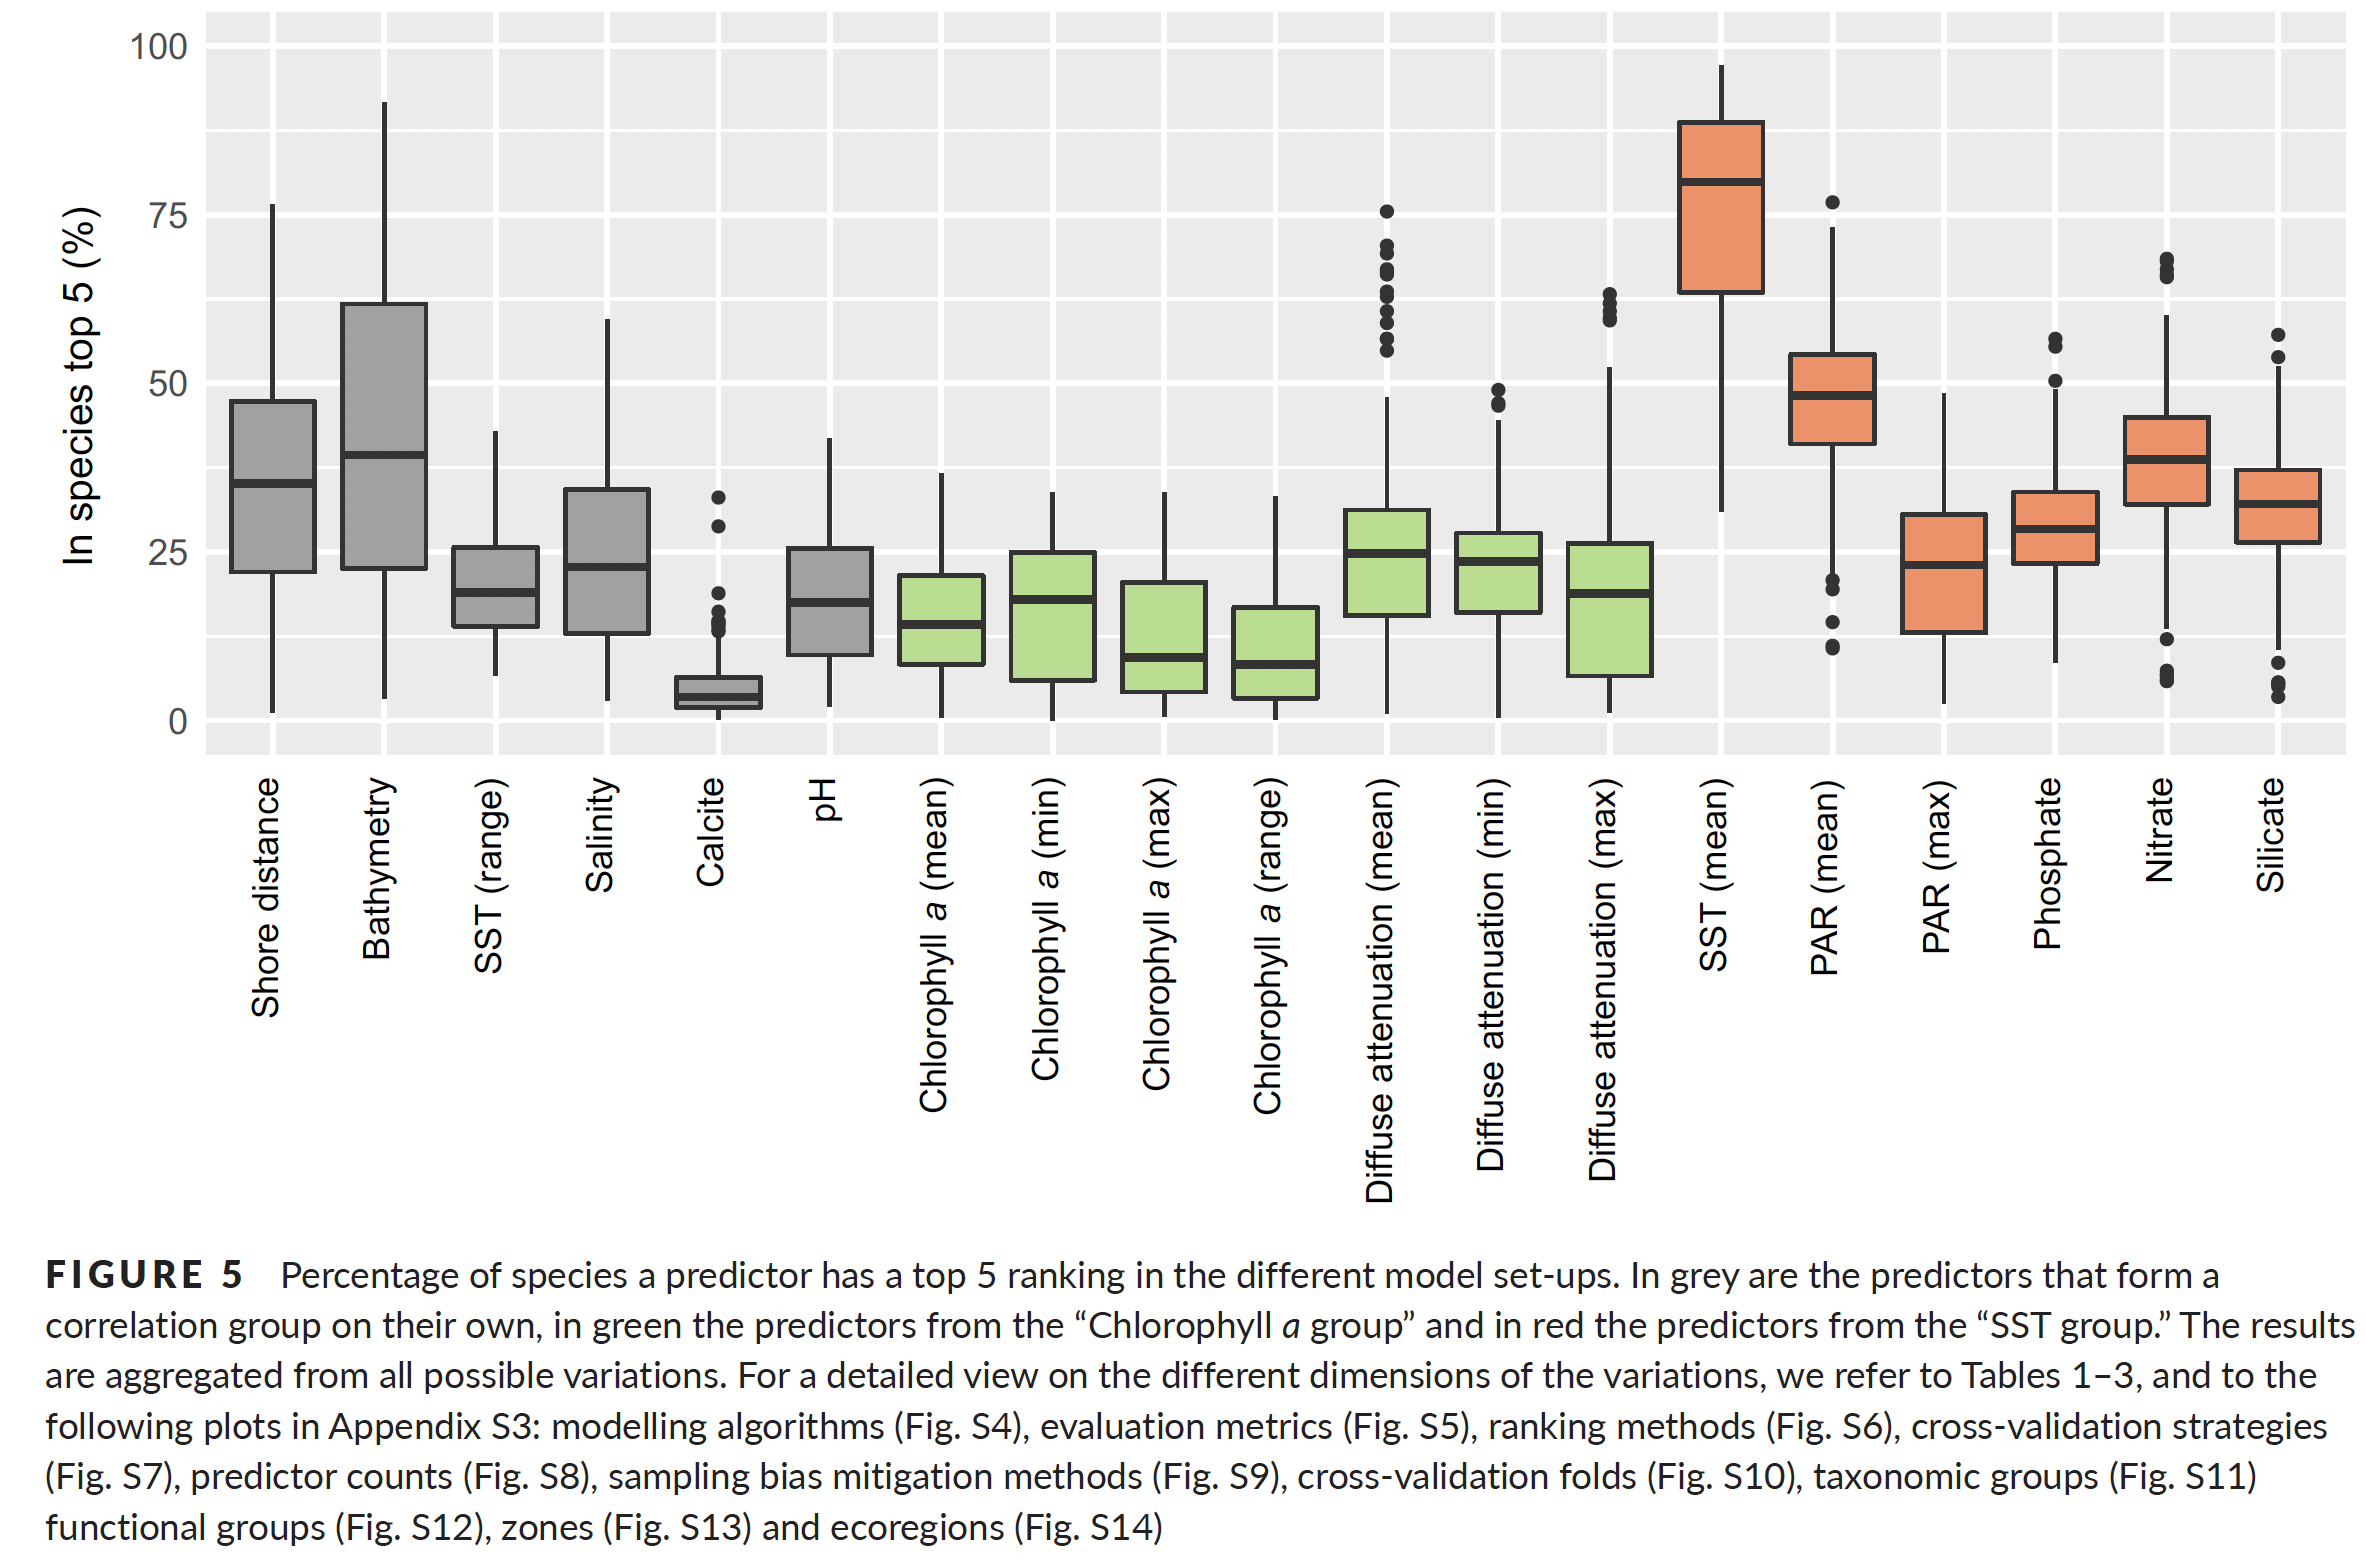 100
75
50
25
0
In species top 5 (%)
Shore distance
Bathymetry
SST (range)
Salinity
Calcite
pH
Chlorophyll a (mean)
Chlorophyll a (min)
Chlorophyll a (max)
Chlorophyll a (range)
Diffuse attenuation (mean)
Diffuse attenuation (min)
Diffuse attenuation (max)
SST (mean)
PAR (mean)
PAR (max)
Phosphate
Nitrate
Silicate
FIGURE 5 Percentage of species a predictor has a top 5 ranking in the different model set-ups. In grey are the predictors that form a
correlation group on their own, in green the predictors from the “Chlorophyll a group” and in red the predictors from the “SST group.” The results
are aggregated from all possible variations. For a detailed view on the different dimensions of the variations, we refer to Tables 1–3, and to the
following plots in Appendix S3: modelling algorithms (Fig. S4), evaluation metrics (Fig. S5), ranking methods (Fig. S6), cross-validation strategies
(Fig. S7), predictor counts (Fig. S8), sampling bias mitigation methods (Fig. S9), cross-validation folds (Fig. S10), taxonomic groups (Fig. S11)
functional groups (Fig. S12), zones (Fig. S13) and ecoregions (Fig. S14)